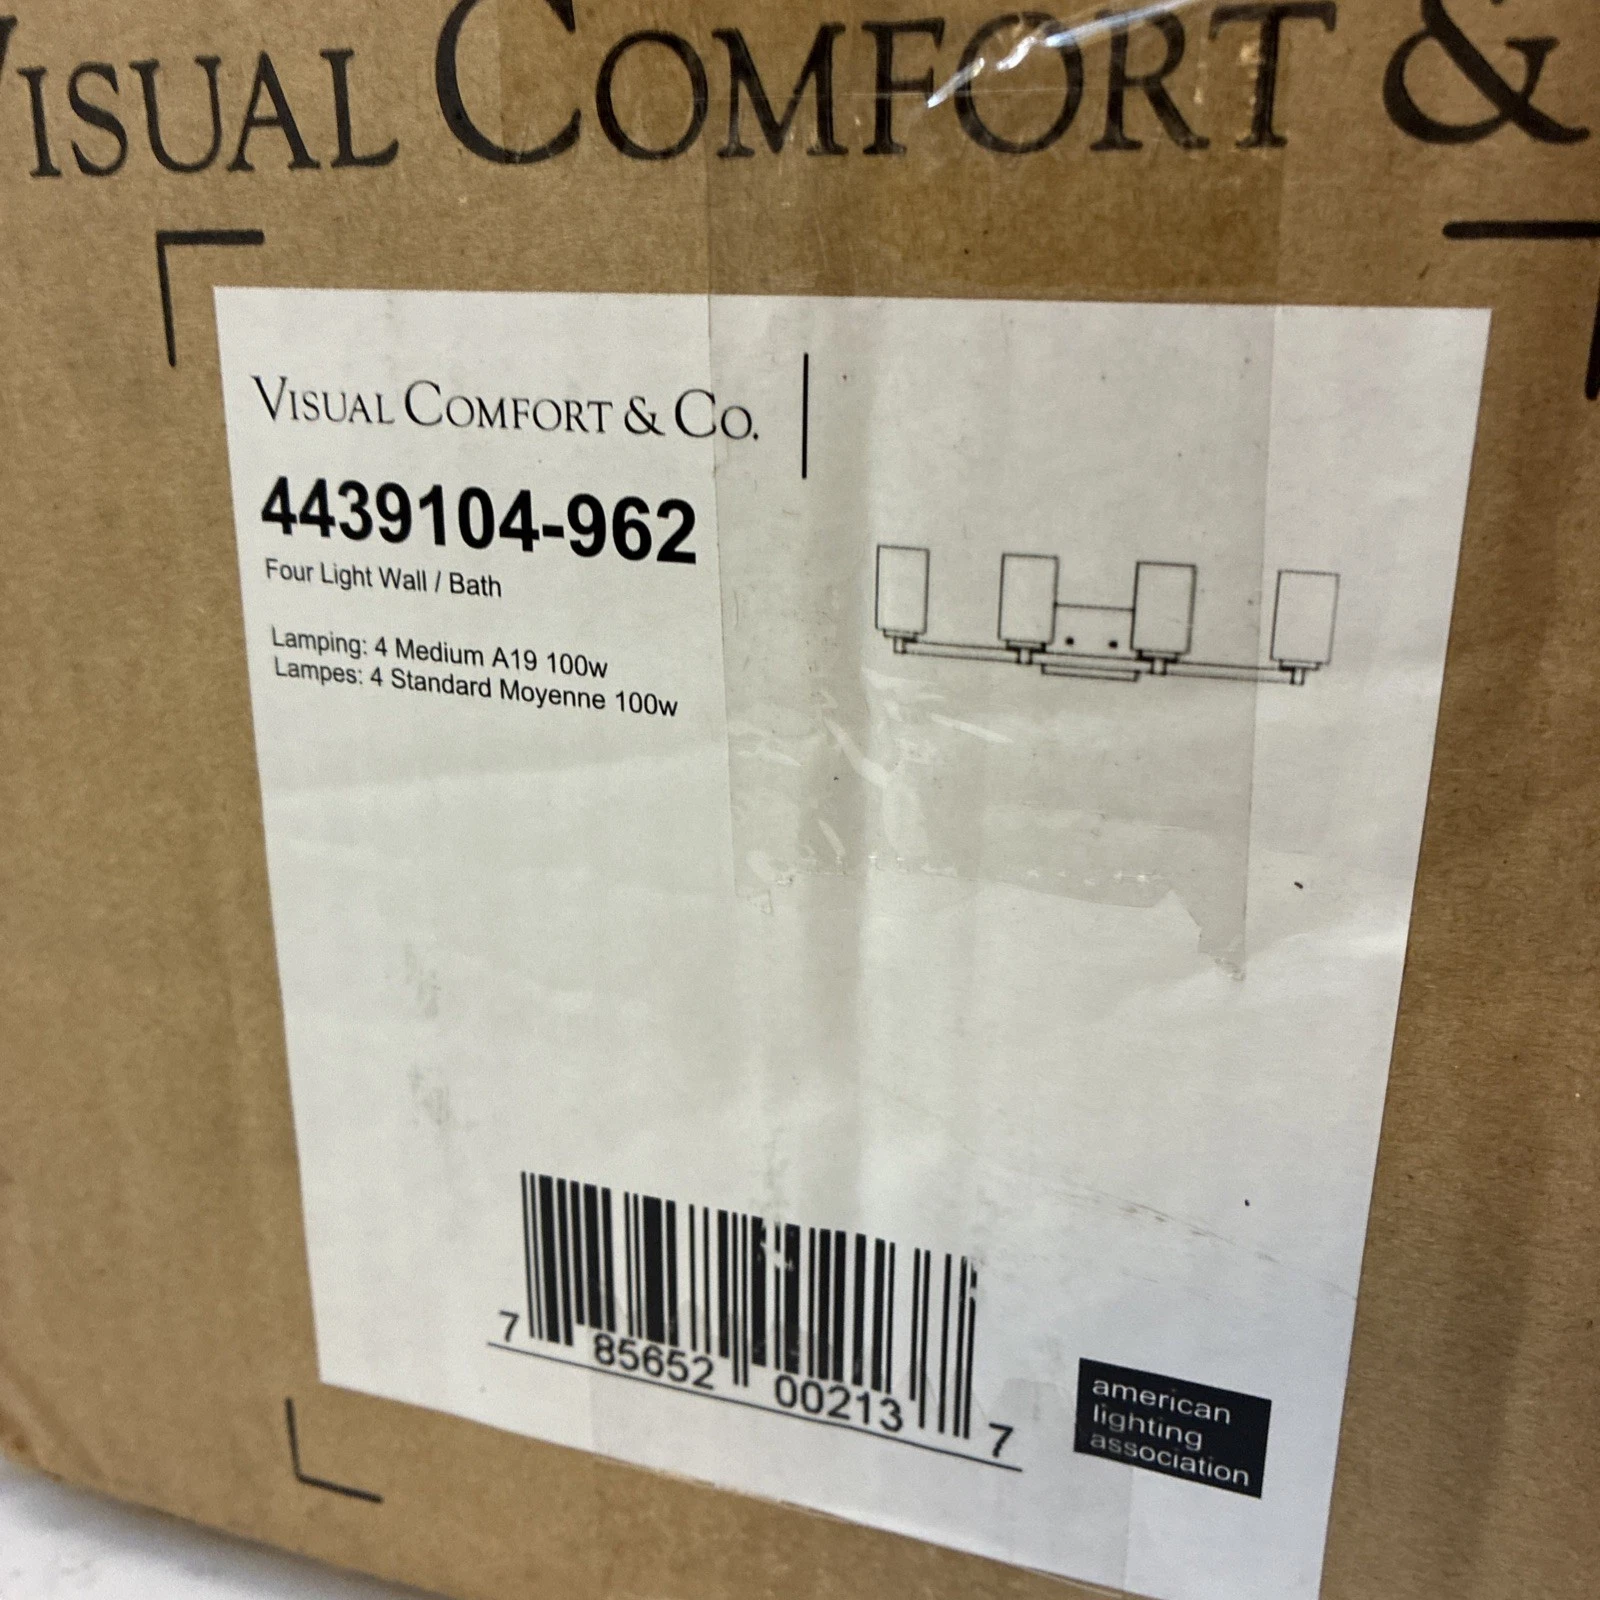 VISUAL COMFORT &
VISUAL COMFORT & CO.
4439104-962
Four Light Wall / Bath
Lamping: 4 Medium A19 100w
Lampes: 4 Standard Moyenne 100w
7 85652 00213 7
american
lighting
association